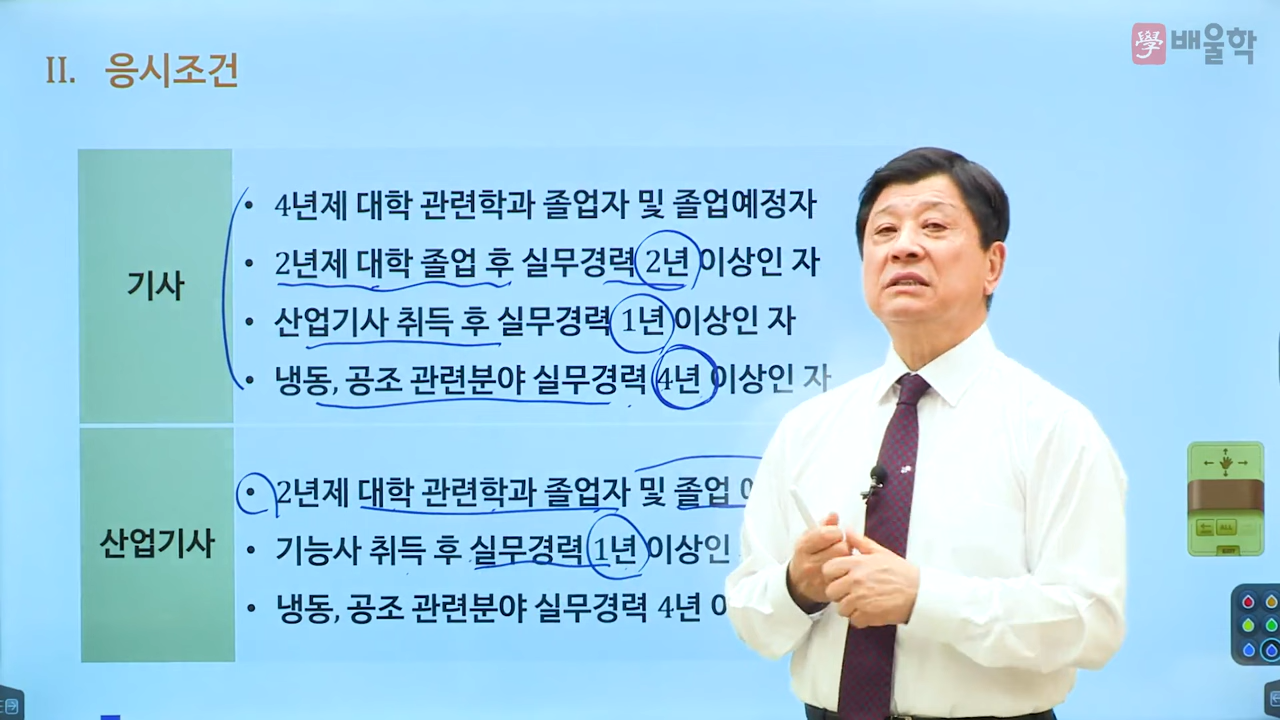 II. 응시조건
學 배울학
기사
• 4년제 대학 관련학과 졸업자 및 졸업예정자
• 2년제 대학 졸업 후 실무경력 2년 이상인 자
• 산업기사 취득 후 실무경력 1년 이상인 자
• 냉동, 공조 관련분야 실무경력 4년 이상인 자
산업기사
• 2년제 대학 관련학과 졸업자 및 졸업
• 기능사 취득 후 실무경력 1년 이상인
• 냉동, 공조 관련분야 실무경력 4년
ALL